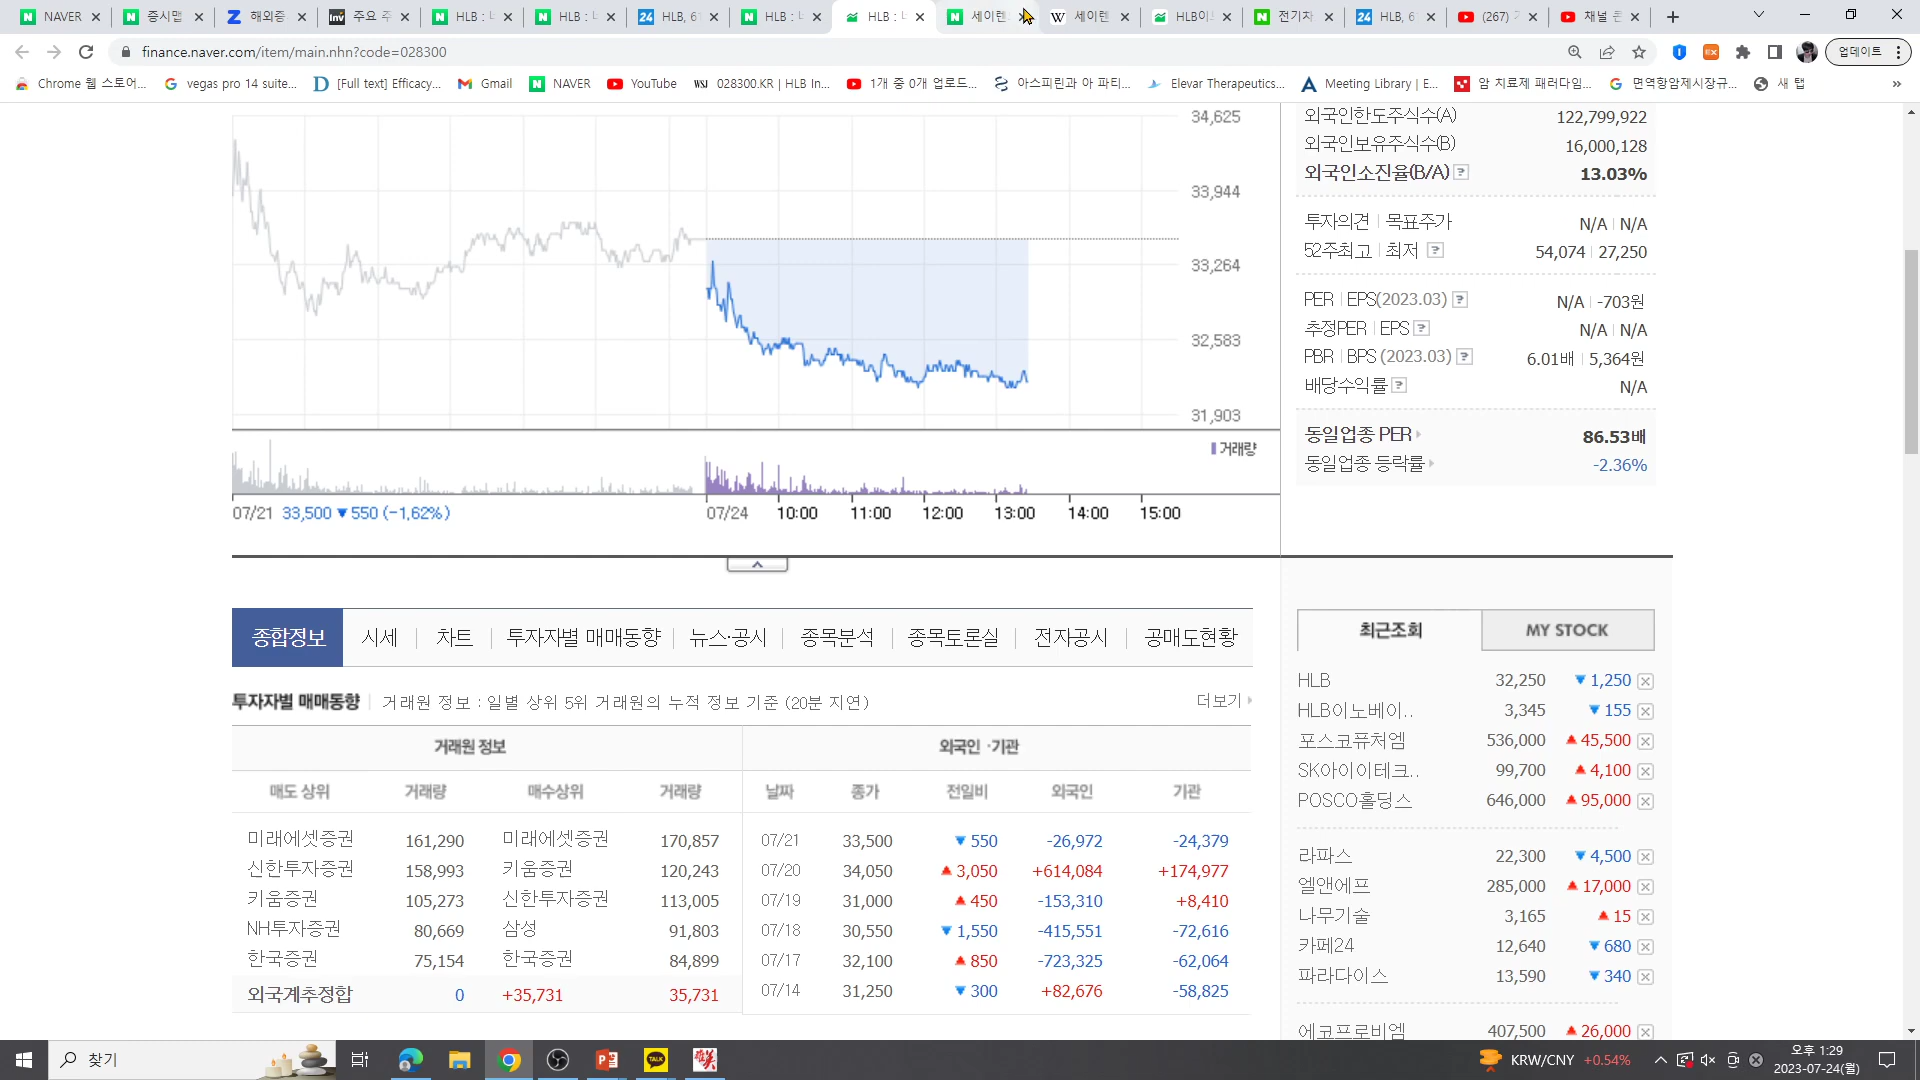 NAVER
증시맵
해외증
주요 주
HLB : 네
HLB : 네
HLB, 6
HLB : 네
HLB : 네
세이렌
세이렌
HLB이
전기차
HLB, 6
(267)
채널
finance.naver.com/item/main.nhn?code=028300
업데이트
Chrome 웹 스토어...
vegas pro 14 suite...
[Full text] Efficacy...
Gmail
NAVER
YouTube
WSJ 028300.KR | HLB In...
1개 중 0개 업로드...
아스피린과 아 파티...
Elevar Therapeutics...
Meeting Library | E...
암 치료제 패러다임...
면역항암제시장규...
새 탭
34,625
33,944
33,264
32,583
31,903
거래량
07/21 33,500 ▼550 (-1,62%)
07/24 10:00 11:00 12:00 13:00 14:00 15:00
외국인한도주식수(A) 122,799,922
외국인보유주식수(B) 16,000,128
외국인소진율(B/A) ? 13.03%
투자의견 | 목표주가 N/A | N/A
52주최고 | 최저 ? 54,074 | 27,250
PER | EPS(2023.03) ? N/A | -703원
추정PER | EPS ? N/A | N/A
PBR | BPS (2023.03) ? 6.01배 | 5,364원
배당수익률 ? N/A
동일업종 PER 86.53배
동일업종 등락률 -2.36%
종합정보 시세 차트 투자자별 매매동향 뉴스·공시 종목분석 종목토론실 전자공시 공매도현황
투자자별 매매동향 | 거래원 정보 : 일별 상위 5위 거래원의 누적 정보 기준 (20분 지연) 더보기
거래원 정보 외국인 ·기관
매도 상위 거래량 매수상위 거래량 날짜 종가 전일비 외국인 기관
미래에셋증권 161,290 미래에셋증권 170,857 07/21 33,500 ▼ 550 -26,972 -24,379
신한투자증권 158,993 키움증권 120,243 07/20 34,050 ▲ 3,050 +614,084 +174,977
키움증권 105,273 신한투자증권 113,005 07/19 31,000 ▲ 450 -153,310 +8,410
NH투자증권 80,669 삼성 91,803 07/18 30,550 ▼ 1,550 -415,551 -72,616
한국증권 75,154 한국증권 84,899 07/17 32,100 ▲ 850 -723,325 -62,064
외국계추정합 0 +35,731 35,731 07/14 31,250 ▼ 300 +82,676 -58,825
최근조회 MY STOCK
HLB 32,250 ▼ 1,250
HLB이노베이.. 3,345 ▼ 155
포스코퓨처엠 536,000 ▲ 45,500
SK아이이테크.. 99,700 ▲ 4,100
POSCO홀딩스 646,000 ▲ 95,000
라파스 22,300 ▼ 4,500
엘앤에프 285,000 ▲ 17,000
나무기술 3,165 ▲ 15
카페24 12,640 ▼ 680
파라다이스 13,590 ▼ 340
에코프로비엠 407,500 ▲ 26,000
찾기
TALK
KRW/CNY +0.54%
오후 1:29
2023-07-24(월)